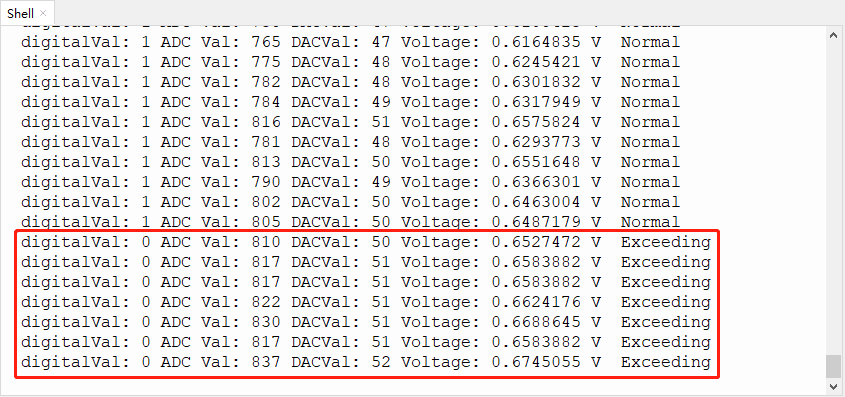 Shell
digitalVal: 1 ADC Val: 765 DACVal: 47 Voltage: 0.6164835 V  Normal
digitalVal: 1 ADC Val: 775 DACVal: 48 Voltage: 0.6245421 V  Normal
digitalVal: 1 ADC Val: 782 DACVal: 48 Voltage: 0.6301832 V  Normal
digitalVal: 1 ADC Val: 784 DACVal: 49 Voltage: 0.6317949 V  Normal
digitalVal: 1 ADC Val: 816 DACVal: 51 Voltage: 0.6575824 V  Normal
digitalVal: 1 ADC Val: 781 DACVal: 48 Voltage: 0.6293773 V  Normal
digitalVal: 1 ADC Val: 813 DACVal: 50 Voltage: 0.6551648 V  Normal
digitalVal: 1 ADC Val: 790 DACVal: 49 Voltage: 0.6366301 V  Normal
digitalVal: 1 ADC Val: 802 DACVal: 50 Voltage: 0.6463004 V  Normal
digitalVal: 1 ADC Val: 805 DACVal: 50 Voltage: 0.6487179 V  Normal
digitalVal: 0 ADC Val: 810 DACVal: 50 Voltage: 0.6527472 V  Exceeding
digitalVal: 0 ADC Val: 817 DACVal: 51 Voltage: 0.6583882 V  Exceeding
digitalVal: 0 ADC Val: 817 DACVal: 51 Voltage: 0.6583882 V  Exceeding
digitalVal: 0 ADC Val: 822 DACVal: 51 Voltage: 0.6624176 V  Exceeding
digitalVal: 0 ADC Val: 830 DACVal: 51 Voltage: 0.6688645 V  Exceeding
digitalVal: 0 ADC Val: 817 DACVal: 51 Voltage: 0.6583882 V  Exceeding
digitalVal: 0 ADC Val: 837 DACVal: 52 Voltage: 0.6745055 V  Exceeding